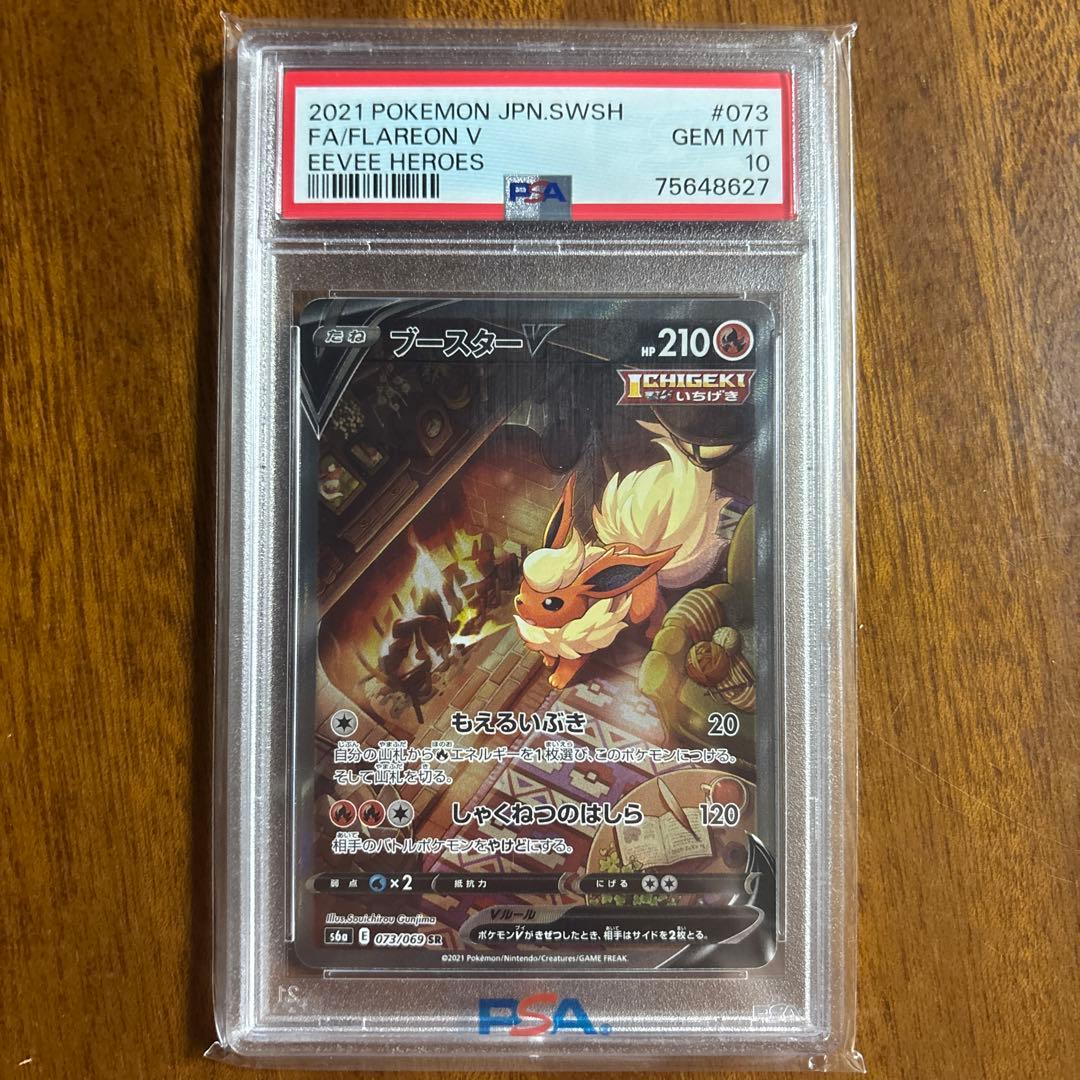 2021 POKEMON JPN.SWSH #073
FA/FLAREON V GEM MT
EEVEE HEROES 10
PSA 75648627
たね ブースターV HP 210
ICHIGEKI
いちげき
もえるいぶき 20
自分の山札から エネルギーを1枚選び、このポケモンにつける。
そして山札を切る。
しゃくねつのはしら 120
相手のバトルポケモンをやけどにする。
弱点 ×2 抵抗力 にげる
Illus. Souichirou Gunjima
Vルール
s6a E 073/069 SR ポケモンVがきぜつしたとき、相手はサイドを2枚とる。
©2021 Pokémon/Nintendo/Creatures/GAME FREAK.
PSA
PSA